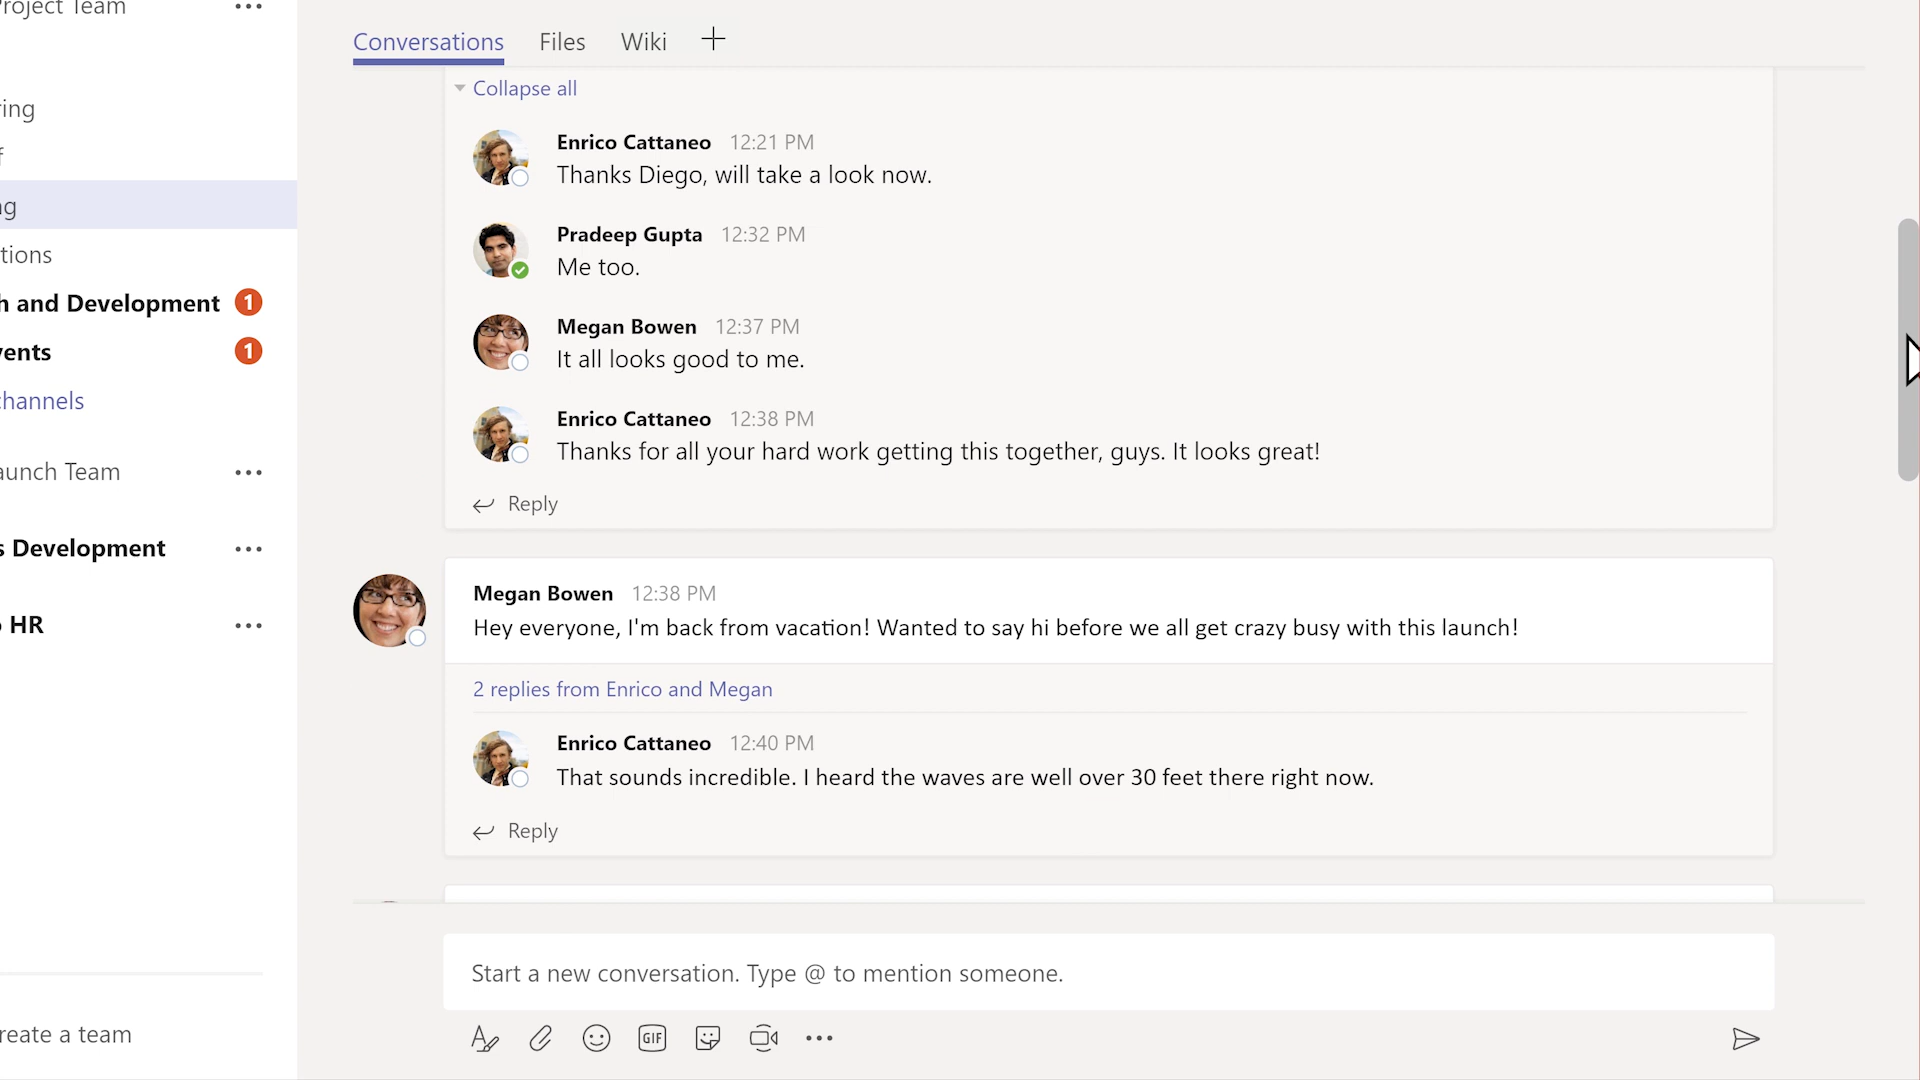 Project Team
Conversations Files Wiki
Collapse all
ring
Enrico Cattaneo 12:21 PM
Thanks Diego, will take a look now.
f
ng
Pradeep Gupta 12:32 PM
Me too.
tions
h and Development 1
Megan Bowen 12:37 PM
It all looks good to me.
vents 1
channels
Enrico Cattaneo 12:38 PM
Thanks for all your hard work getting this together, guys. It looks great!
aunch Team
Reply
s Development
Megan Bowen 12:38 PM
Hey everyone, I'm back from vacation! Wanted to say hi before we all get crazy busy with this launch!
o HR
2 replies from Enrico and Megan
Enrico Cattaneo 12:40 PM
That sounds incredible. I heard the waves are well over 30 feet there right now.
Reply
Start a new conversation. Type @ to mention someone.
reate a team
GIF